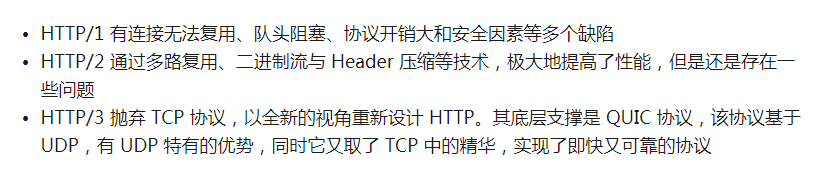 • HTTP/1 有连接无法复用、队头阻塞、协议开销大和安全因素等多个缺陷
• HTTP/2 通过多路复用、二进制流与 Header 压缩等技术，极大地提高了性能，但是还是存在一
些问题
• HTTP/3 抛弃 TCP 协议，以全新的视角重新设计 HTTP。其底层支撑是 QUIC 协议，该协议基于
UDP，有 UDP 特有的优势，同时它又取了 TCP 中的精华，实现了即快又可靠的协议